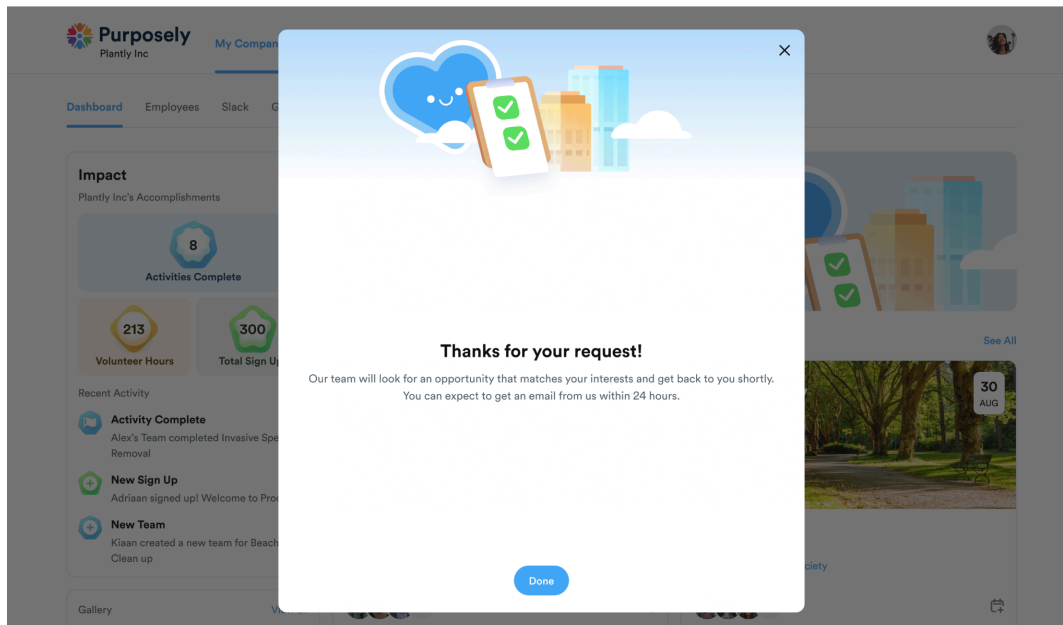 Purposely
Plantly Inc
My Compan
Dashboard
Employees
Slack
G
Impact
Plantly Inc's Accomplishments
8
Activities Complete
213
Volunteer Hours
300
Total Sign U
Recent Activity
Activity Complete
Alex's Team completed Invasive Spe
Removal
New Sign Up
Adriaan signed up! Welcome to Pro
New Team
Kiaan created a new team for Beach
Clean up
Gallery
Thanks for your request!
Our team will look for an opportunity that matches your interests and get back to you shortly.
You can expect to get an email from us within 24 hours.
Done
See All
30
AUG
ciety